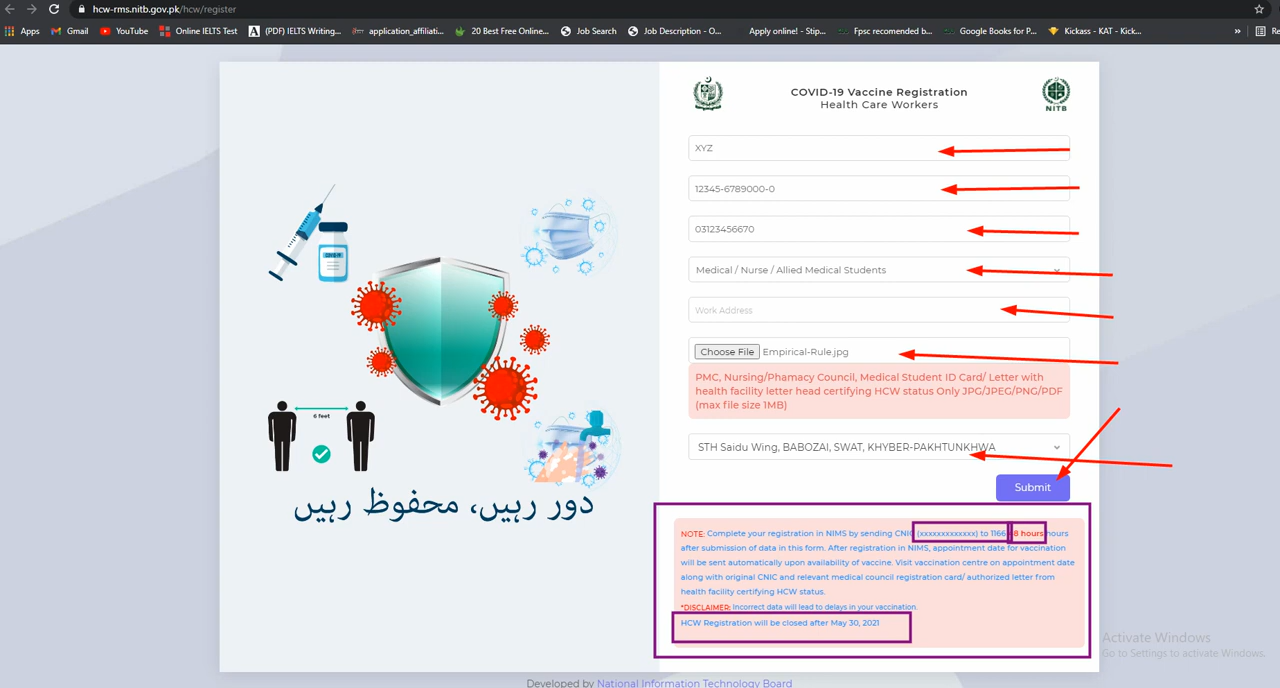 hcw-rms.nitb.gov.pk/hcw/register
Apps Gmail YouTube Online IELTS Test (PDF) IELTS Writing... application_affiliati... 20 Best Free Online... Job Search Job Description - O... Apply online! - Stip... Fpsc recomended b... Google Books for P... Kickass - KAT - Kick... » Re
COVID-19 Vaccine Registration
Health Care Workers
NITB
XYZ
12345-6789000-0
03123456670
Medical / Nurse / Allied Medical Students
Work Address
Choose File Empirical-Rule.jpg
PMC, Nursing/Phamacy Council, Medical Student ID Card/ Letter with
health facility letter head certifying HCW status Only JPG/JPEG/PNG/PDF
(max file size 1MB)
STH Saidu Wing, BABOZAI, SWAT, KHYBER-PAKHTUNKHWA
Submit
NOTE: Complete your registration in NIMS by sending CNIC (xxxxxxxxxxxxx) to 1166 8 hours hours
after submission of data in this form. After registration in NIMS, appointment date for vaccination
will be sent automatically upon availability of vaccine. Visit vaccination centre on appointment date
along with original CNIC and relevant medical council registration card/ authorized letter from
health facility certifying HCW status.
*DISCLAIMER: Incorrect data will lead to delays in your vaccination.
HCW Registration will be closed after May 30, 2021
COVID-19
6 feet
دور رہیں، محفوظ رہیں
Activate Windows
Go to Settings to activate Windows.
Developed by National Information Technology Board